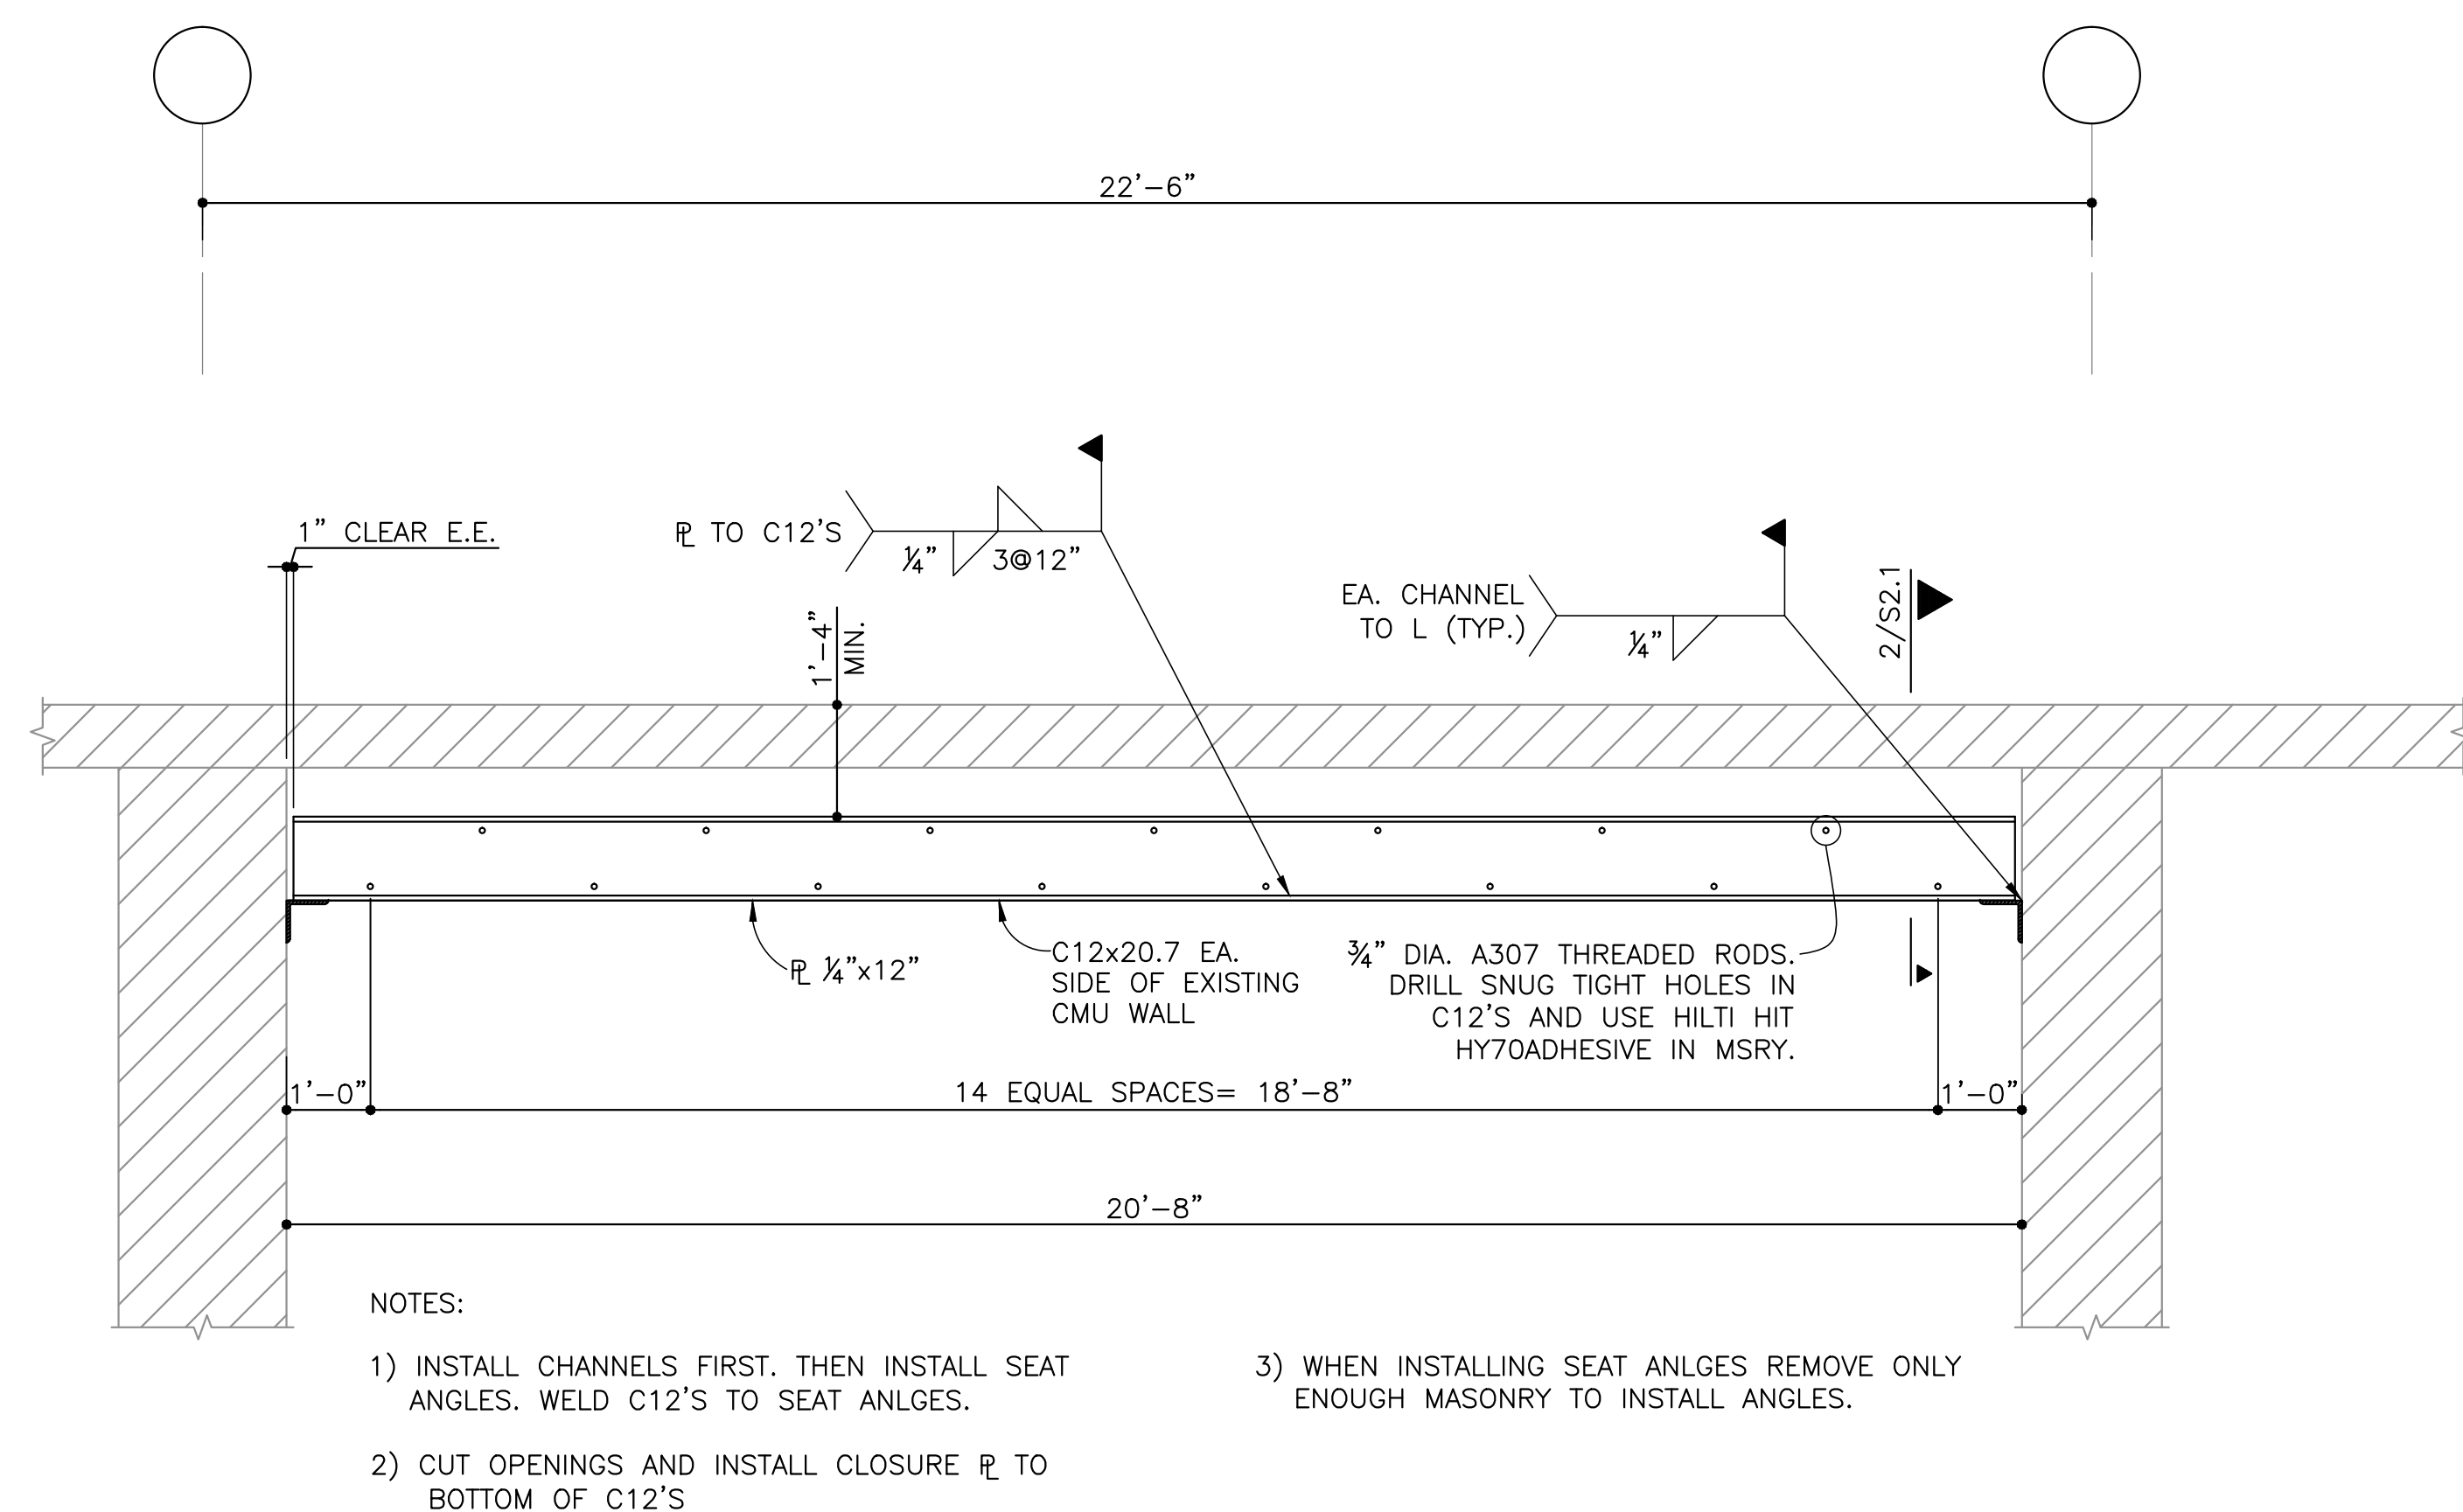 22'-6"
1" CLEAR E.E.
℄ TO C12'S
1/4"
3@12"
1'-4"
MIN.
EA. CHANNEL
TO L (TYP.)
1/4"
2/S2.1
℄ 1/4"x12"
C12x20.7 EA.
SIDE OF EXISTING
CMU WALL
3/4" DIA. A307 THREADED RODS.
DRILL SNUG TIGHT HOLES IN
C12'S AND USE HILTI HIT
HY70ADHESIVE IN MSRY.
1'-0"
14 EQUAL SPACES= 18'-8"
1'-0"
20'-8"
NOTES:
1) INSTALL CHANNELS FIRST. THEN INSTALL SEAT
ANGLES. WELD C12'S TO SEAT ANLGES.
2) CUT OPENINGS AND INSTALL CLOSURE ℄ TO
BOTTOM OF C12'S
3) WHEN INSTALLING SEAT ANLGES REMOVE ONLY
ENOUGH MASONRY TO INSTALL ANGLES.